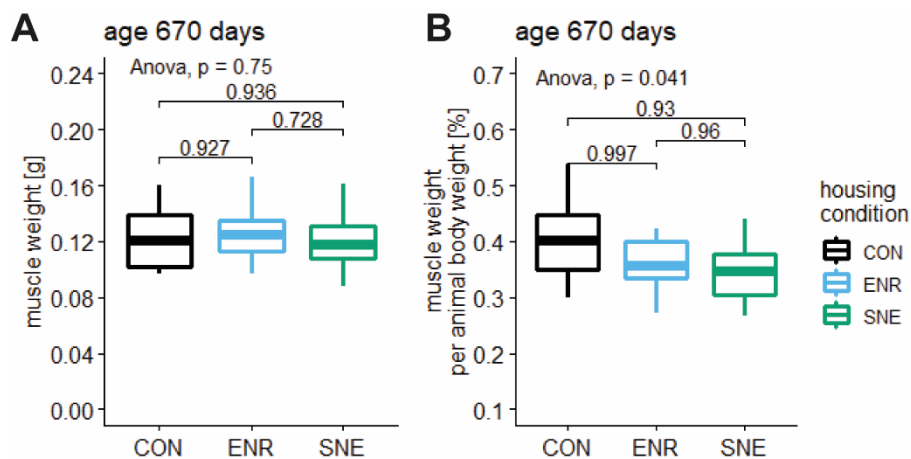 A
age 670 days
Anova, p = 0.75
0.936
0.728
0.927
muscle weight [g]
0.24
0.20
0.16
0.12
0.08
0.04
0.00
CON
ENR
SNE
B
age 670 days
Anova, p = 0.041
0.93
0.96
0.997
muscle weight
per animal body weight [%]
0.7
0.6
0.5
0.4
0.3
0.2
0.1
CON
ENR
SNE
housing
condition
CON
ENR
SNE